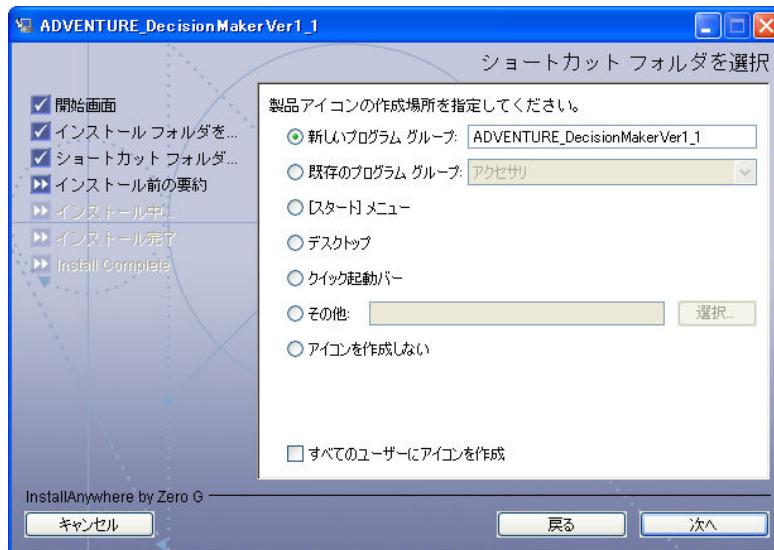 ADVENTURE_DecisionMakerVer1_1
ショートカット フォルダを選択
開始画面
インストール フォルダを...
ショートカット フォルダ...
インストール前の要約
インストール中...
インストール完了
Install Complete
製品アイコンの作成場所を指定してください。
新しいプログラム グループ: ADVENTURE_DecisionMakerVer1_1
既存のプログラム グループ: アクセサリ
[スタート] メニュー
デスクトップ
クイック起動バー
その他: 選択...
アイコンを作成しない
すべてのユーザーにアイコンを作成
InstallAnywhere by Zero G
キャンセル 戻る 次へ